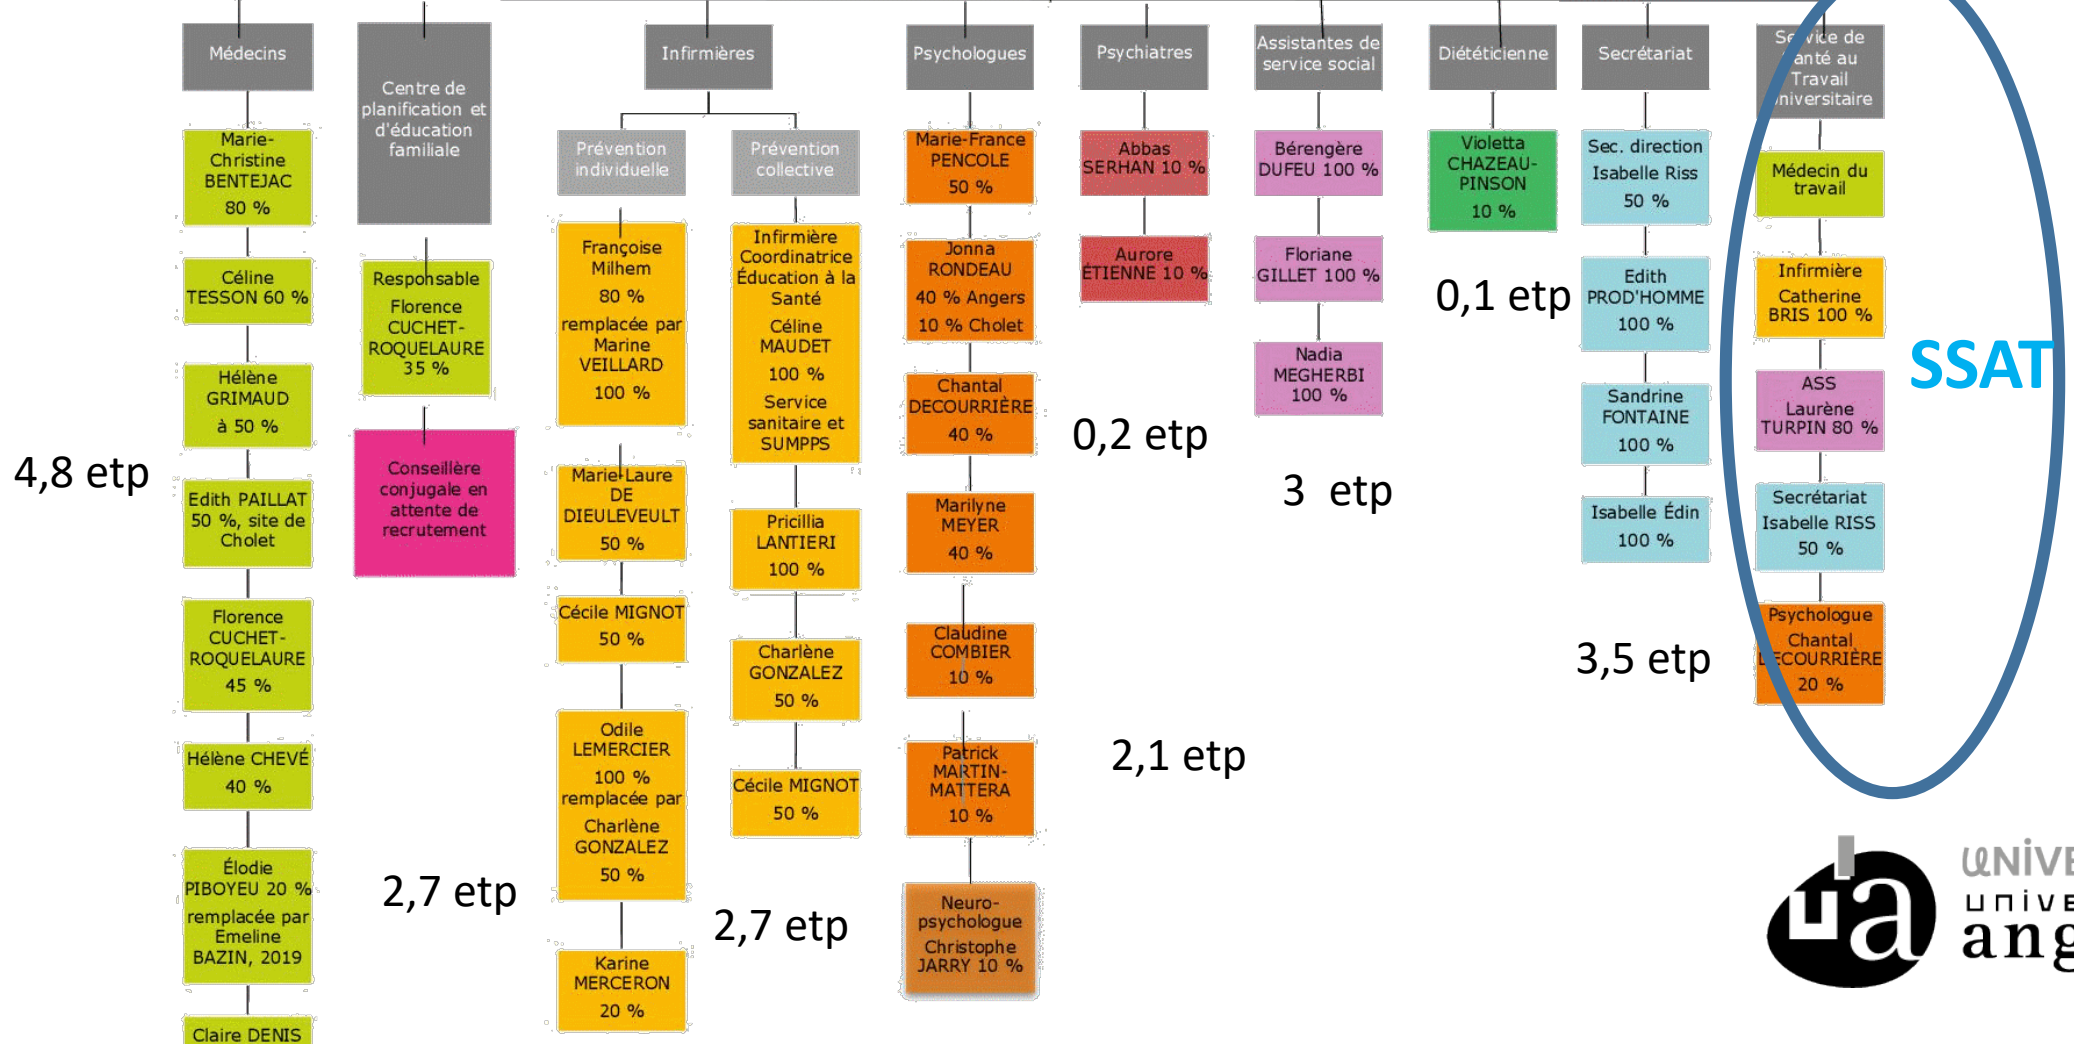 Médecins
Marie-
Christine
BENTEJAC
80 %
Céline
TESSON 60 %
Hélène
GRIMAUD
à 50 %
Edith PAILLAT
50 %, site de
Cholet
Florence
CUCHET-
ROQUELAURE
45 %
Hélène CHEVÉ
40 %
Élodie
PIBOYEU 20 %
remplacée par
Emeline
BAZIN, 2019
Claire DENIS
4,8 etp
Centre de
planification et
d'éducation
familiale
Responsable
Florence
CUCHET-
ROQUELAURE
35 %
Conseillère
conjugale en
attente de
recrutement
Infirmières
Prévention
individuelle
Françoise
Milhem
80 %
remplacée par
Marine
VEILLARD
100 %
Marie-Laure
DE
DIEULEVEULT
50 %
Cécile MIGNOT
50 %
Odile
LEMERCIER
100 %
remplacée par
Charlène
GONZALEZ
50 %
Karine
MERCERON
20 %
2,7 etp
Prévention
collective
Infirmière
Coordinatrice
Éducation à la
Santé
Céline
MAUDET
100 %
Service
sanitaire et
SUMPPS
Pricillia
LANTIERI
100 %
Charlène
GONZALEZ
50 %
Cécile MIGNOT
50 %
2,7 etp
Psychologues
Marie-France
PENCOLE
50 %
Jonna
RONDEAU
40 % Angers
10 % Cholet
Chantal
DECOURRIÈRE
40 %
Marilyne
MEYER
40 %
Claudine
COMBIER
10 %
Patrick
MARTIN-
MATTERA
10 %
Neuro-
psychologue
Christophe
JARRY 10 %
2,1 etp
Psychiatres
Abbas
SERHAN 10 %
Aurore
ÉTIENNE 10 %
0,2 etp
Assistantes de
service social
Bérengère
DUFEU 100 %
Floriane
GILLET 100 %
Nadia
MEGHERBI
100 %
3 etp
Diététicienne
Violetta
CHAZEAU-
PINSON
10 %
0,1 etp
Secrétariat
Sec. direction
Isabelle Riss
50 %
Edith
PROD'HOMME
100 %
Sandrine
FONTAINE
100 %
Isabelle Édin
100 %
3,5 etp
Service de
Santé au
Travail
Universitaire
Médecin du
travail
Infirmière
Catherine
BRIS 100 %
ASS
Laurène
TURPIN 80 %
Secrétariat
Isabelle RISS
50 %
Psychologue
Chantal
DECOURRIÈRE
20 %
SSAT
ua
UNIVE
UNIVE
ang